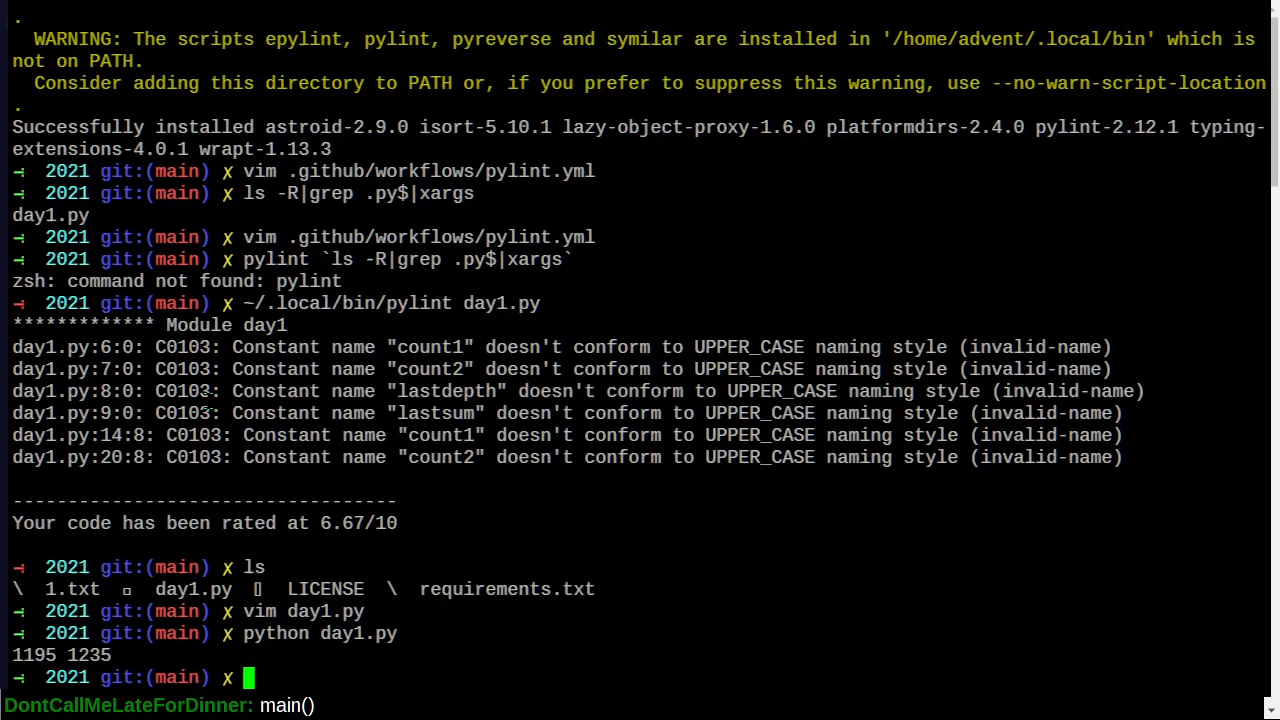 .
  WARNING: The scripts epylint, pylint, pyreverse and symilar are installed in '/home/advent/.local/bin' which is
not on PATH.
  Consider adding this directory to PATH or, if you prefer to suppress this warning, use --no-warn-script-location
.
Successfully installed astroid-2.9.0 isort-5.10.1 lazy-object-proxy-1.6.0 platformdirs-2.4.0 pylint-2.12.1 typing-
extensions-4.0.1 wrapt-1.13.3
2021 git:(main) ✗ vim .github/workflows/pylint.yml
2021 git:(main) ✗ ls -R|grep .py$|xargs
day1.py
2021 git:(main) ✗ vim .github/workflows/pylint.yml
2021 git:(main) ✗ pylint `ls -R|grep .py$|xargs`
zsh: command not found: pylint
2021 git:(main) ✗ ~/.local/bin/pylint day1.py
************* Module day1
day1.py:6:0: C0103: Constant name "count1" doesn't conform to UPPER_CASE naming style (invalid-name)
day1.py:7:0: C0103: Constant name "count2" doesn't conform to UPPER_CASE naming style (invalid-name)
day1.py:8:0: C0103: Constant name "lastdepth" doesn't conform to UPPER_CASE naming style (invalid-name)
day1.py:9:0: C0103: Constant name "lastsum" doesn't conform to UPPER_CASE naming style (invalid-name)
day1.py:14:8: C0103: Constant name "count1" doesn't conform to UPPER_CASE naming style (invalid-name)
day1.py:20:8: C0103: Constant name "count2" doesn't conform to UPPER_CASE naming style (invalid-name)
-----------------------------------
Your code has been rated at 6.67/10
2021 git:(main) ✗ ls
\ 1.txt  day1.py  LICENSE \ requirements.txt
2021 git:(main) ✗ vim day1.py
2021 git:(main) ✗ python day1.py
1195 1235
2021 git:(main) ✗
DontCallMeLateForDinner: main()